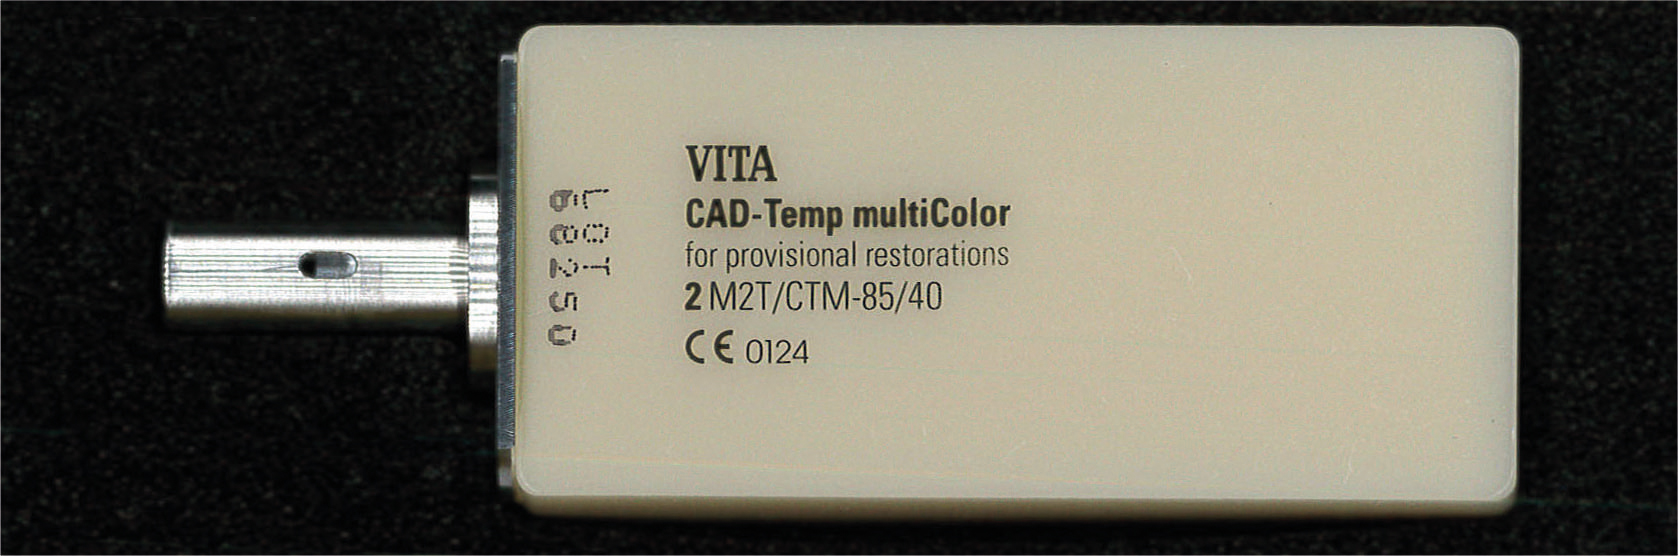 VITA
CAD-Temp multiColor
for provisional restorations
2 M2T/CTM-85/40
CE 0124